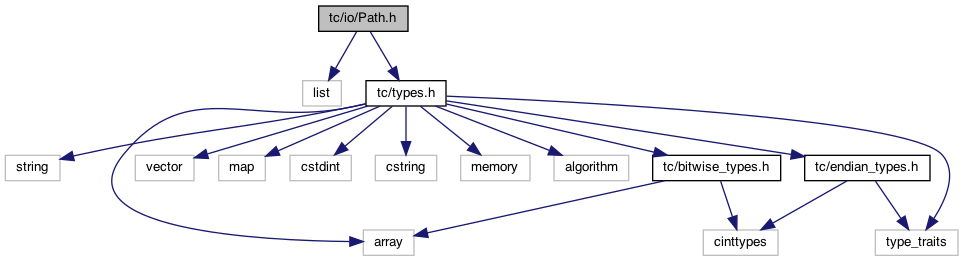 tc/io/Path.h
list
tc/types.h
string
vector
map
cstdint
cstring
memory
algorithm
tc/bitwise_types.h
tc/endian_types.h
array
cinttypes
type_traits